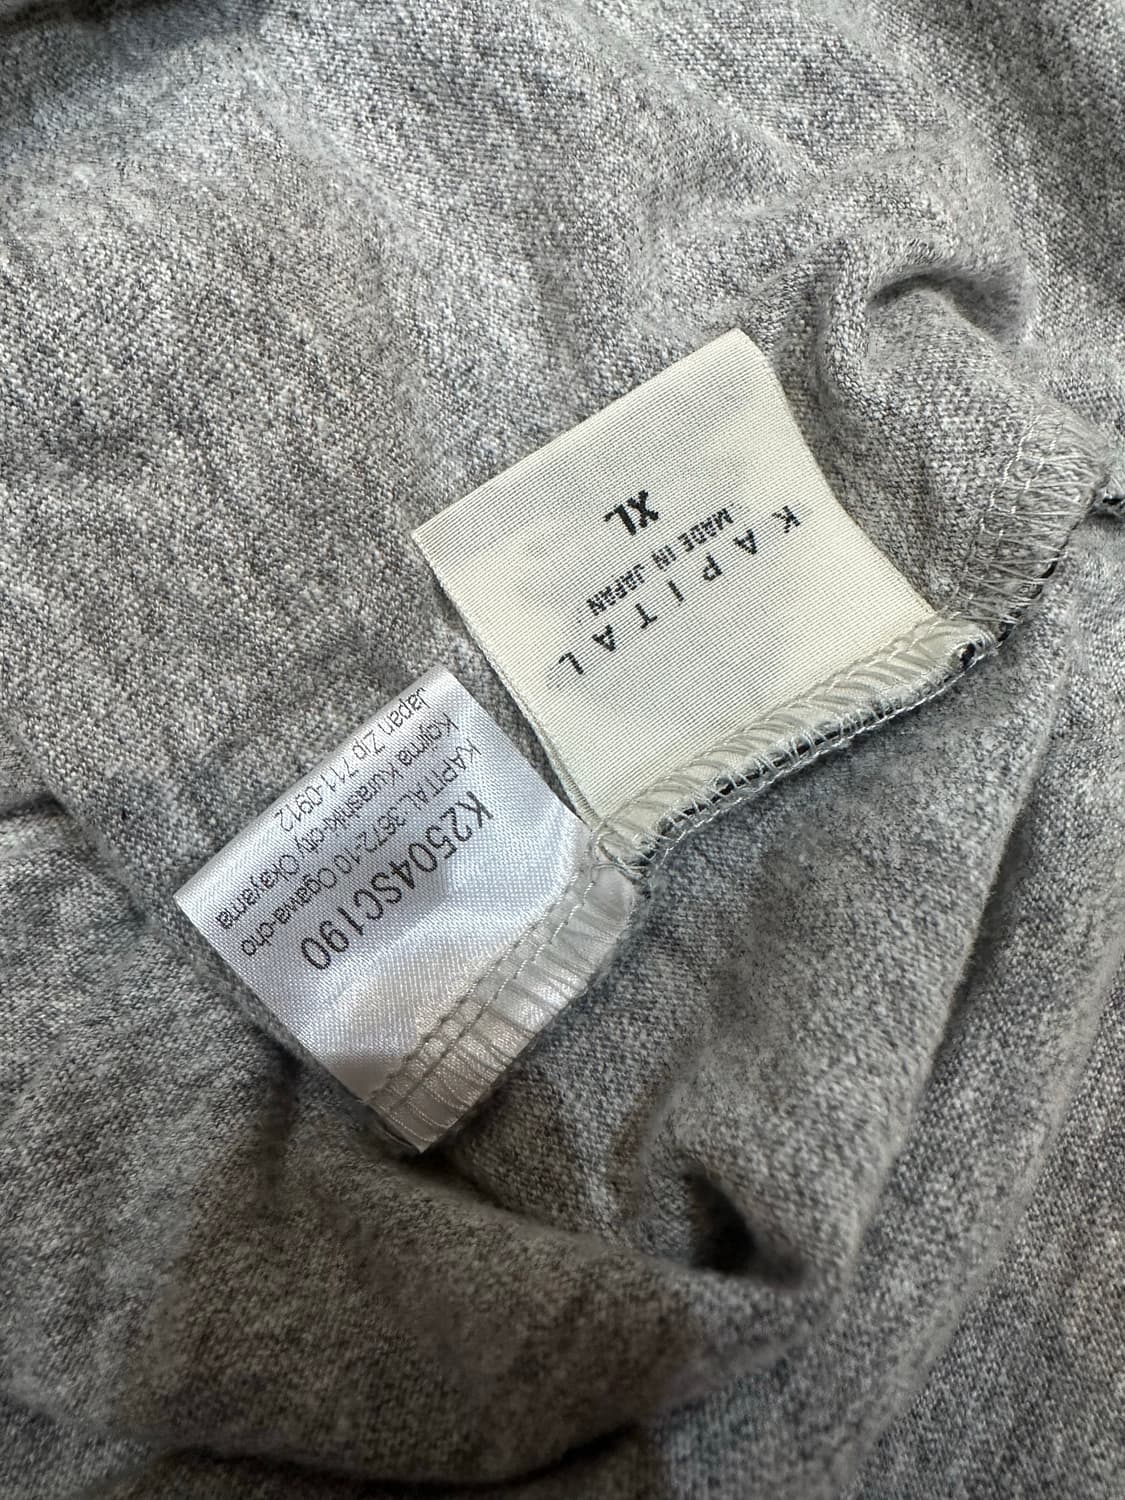 KAPITAL
MADE IN JAPAN
XL
K2504SC190
KAPITAL 3672-10 Ogawa-cho
Kojima Kurashiki-city Okayama
Japan Zip 711-0912